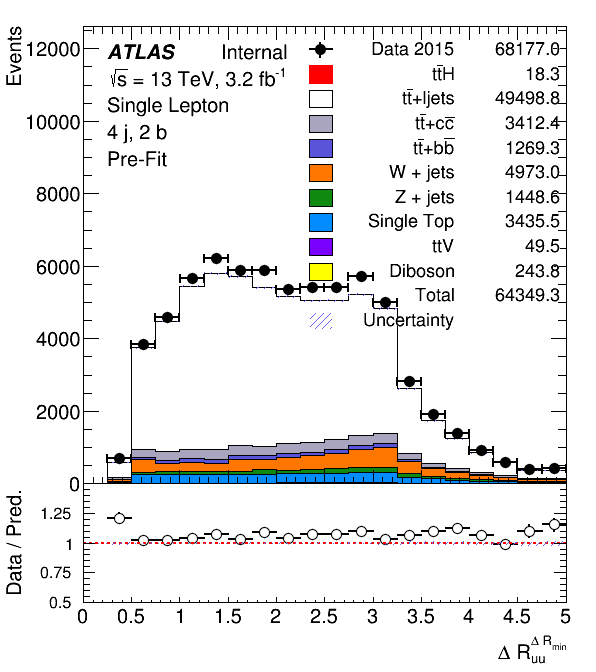 Events
12000
10000
8000
6000
4000
2000
0
ATLAS Internal
√s = 13 TeV, 3.2 fb⁻¹
Single Lepton
4 j, 2 b
Pre-Fit
Data 2015 68177.0
tt̄H 18.3
tt̄+ljets 49498.8
tt̄+cc̄ 3412.4
tt̄+bb̄ 1269.3
W + jets 4973.0
Z + jets 1448.6
Single Top 3435.5
ttV 49.5
Diboson 243.8
Total 64349.3
Uncertainty
Data / Pred.
1.25
1
0.75
0.5
0 0.5 1 1.5 2 2.5 3 3.5 4 4.5 5
Δ R_uu^Δ R_min